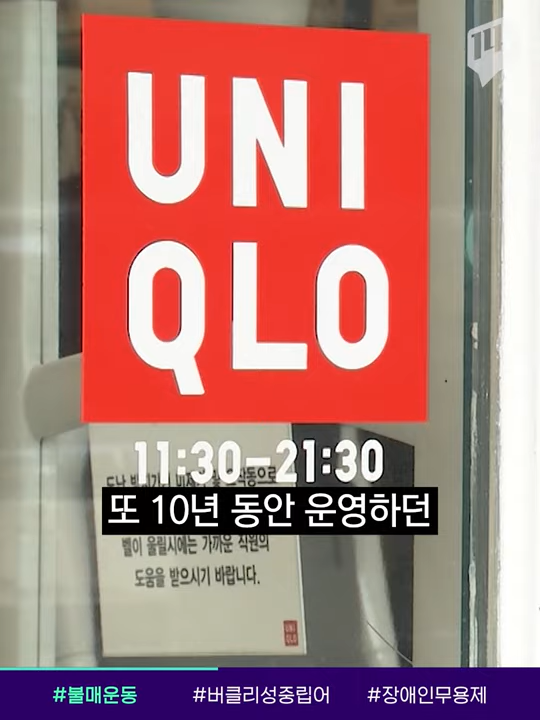 UNI
QLO
11:30-21:30
또 10년 동안 운영하던
벨이 울릴시에는 가까운 직원의
도움을 받으시기 바랍니다.
UNI
QLO
#불매운동 #버클리성중립어 #장애인무용제